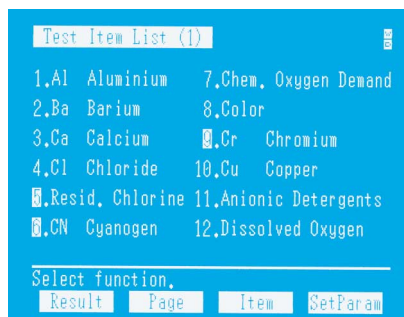 Test Item List (1)
1.Al Aluminium
2.Ba Barium
3.Ca Calcium
4.Cl Chloride
5.Resid. Chlorine
6.CN Cyanogen
7.Chem. Oxygen Demand
8.Color
9.Cr Chromium
10.Cu Copper
11.Anionic Detergents
12.Dissolved Oxygen
Select function.
Result Page Item SetParam